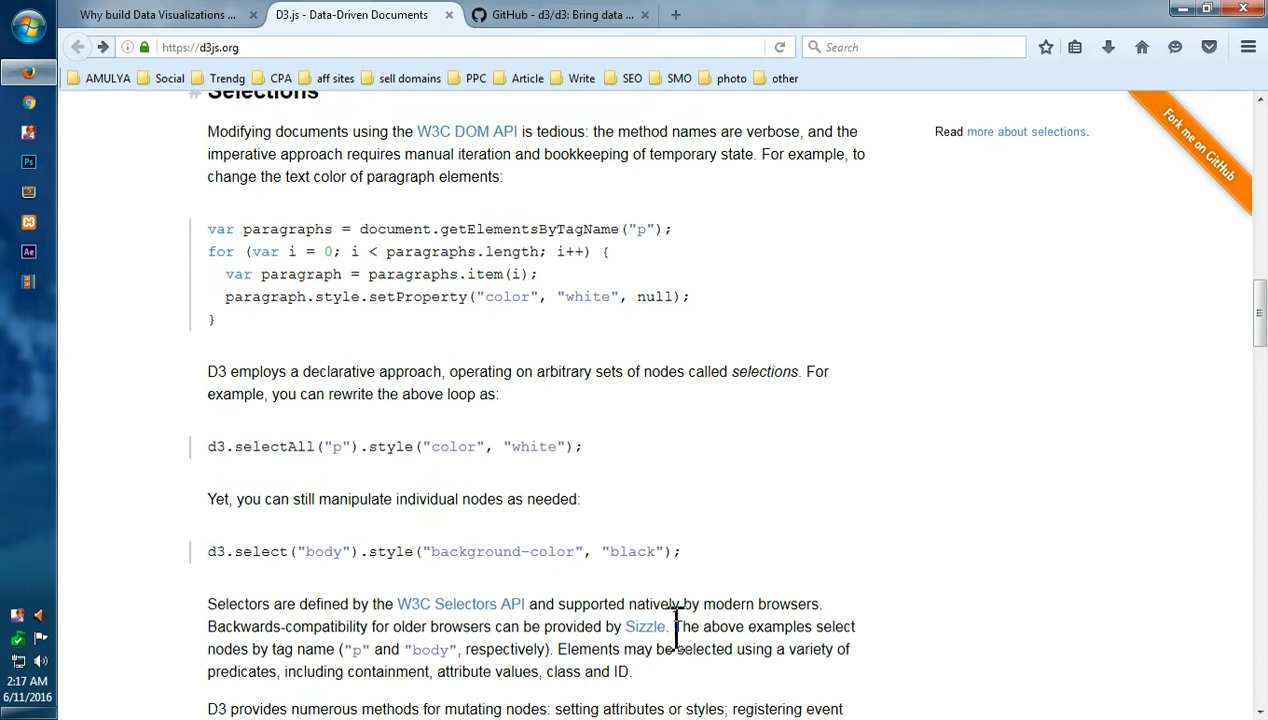 Why build Data Visualizations ...
D3.js - Data-Driven Documents
GitHub - d3/d3: Bring data ...
https://d3js.org
Search
AMULYA
Social
Trendg
CPA
aff sites
sell domains
PPC
Article
Write
SEO
SMO
photo
other
# Selections
Modifying documents using the W3C DOM API is tedious: the method names are verbose, and the
imperative approach requires manual iteration and bookkeeping of temporary state. For example, to
change the text color of paragraph elements:
Read more about selections.
Fork me on GitHub
var paragraphs = document.getElementsByTagName("p");
for (var i = 0; i < paragraphs.length; i++) {
  var paragraph = paragraphs.item(i);
  paragraph.style.setProperty("color", "white", null);
}
D3 employs a declarative approach, operating on arbitrary sets of nodes called selections. For
example, you can rewrite the above loop as:
d3.selectAll("p").style("color", "white");
Yet, you can still manipulate individual nodes as needed:
d3.select("body").style("background-color", "black");
Selectors are defined by the W3C Selectors API and supported natively by modern browsers.
Backwards-compatibility for older browsers can be provided by Sizzle. The above examples select
nodes by tag name ("p" and "body", respectively). Elements may be selected using a variety of
predicates, including containment, attribute values, class and ID.
D3 provides numerous methods for mutating nodes: setting attributes or styles, registering event
Ps
Ae
2:17 AM
6/11/2016